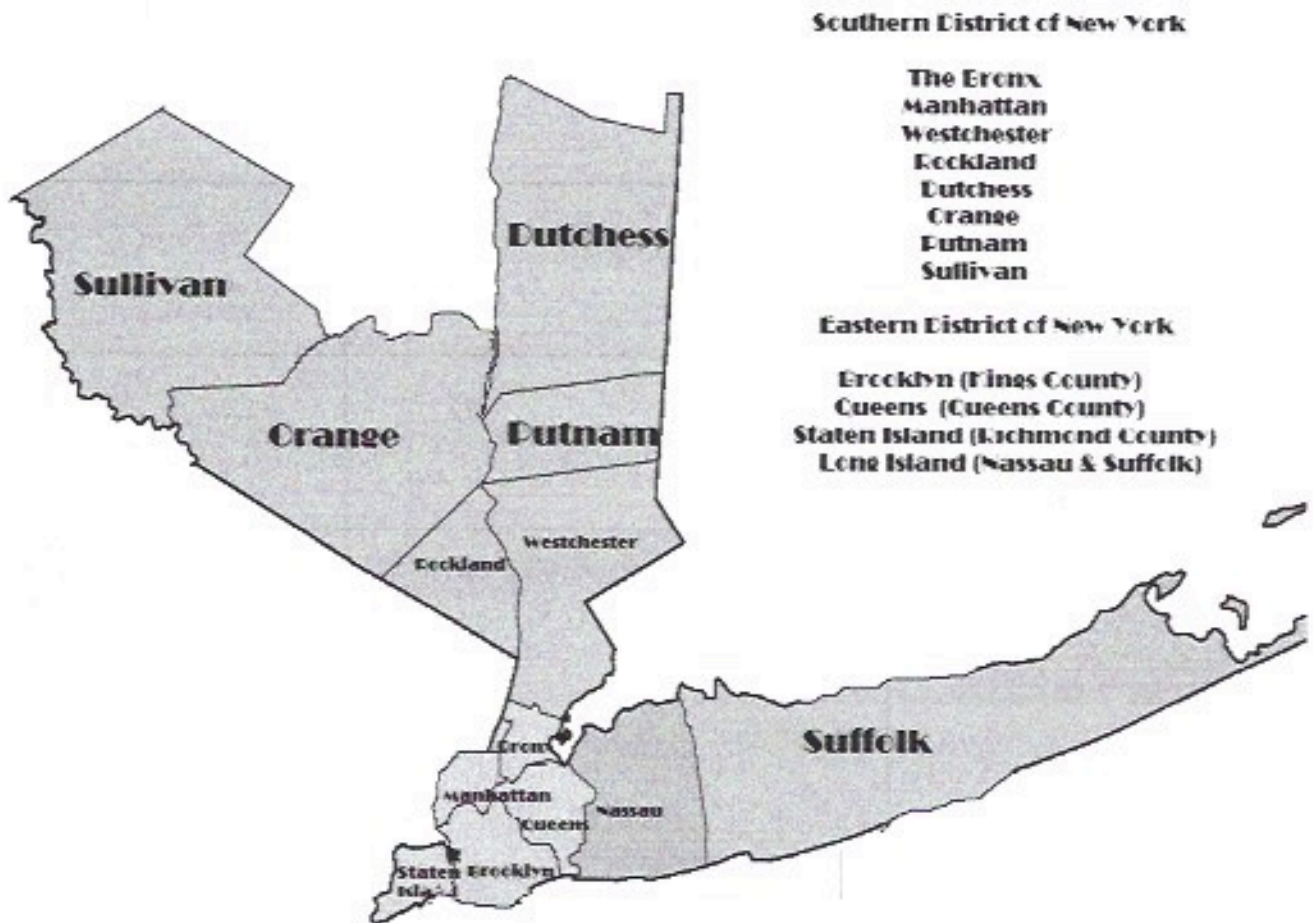 Southern District of New York
The Bronx
Manhattan
Westchester
Rockland
Dutchess
Orange
Putnam
Sullivan
Eastern District of New York
Brooklyn (Kings County)
Queens (Queens County)
Staten Island (Richmond County)
Long Island (Nassau & Suffolk)
Dutchess
Sullivan
Orange
Putnam
Westchester
Rockland
Suffolk
Bronx
Manhattan
Nassau
Queens
Staten
Brooklyn